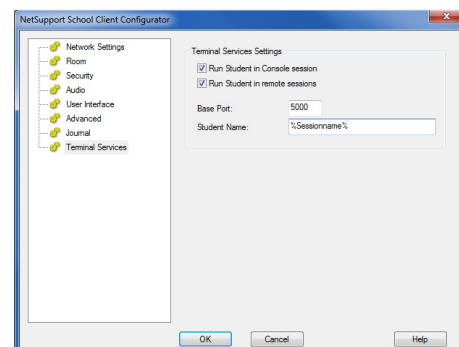 NetSupport School Client Configurator
Network Settings
Room
Security
Audio
User Interface
Advanced
Journal
Terminal Services
Terminal Services Settings
Run Student in Console session
Run Student in remote sessions
Base Port: 5000
Student Name: %Sessionname%
OK Cancel Help